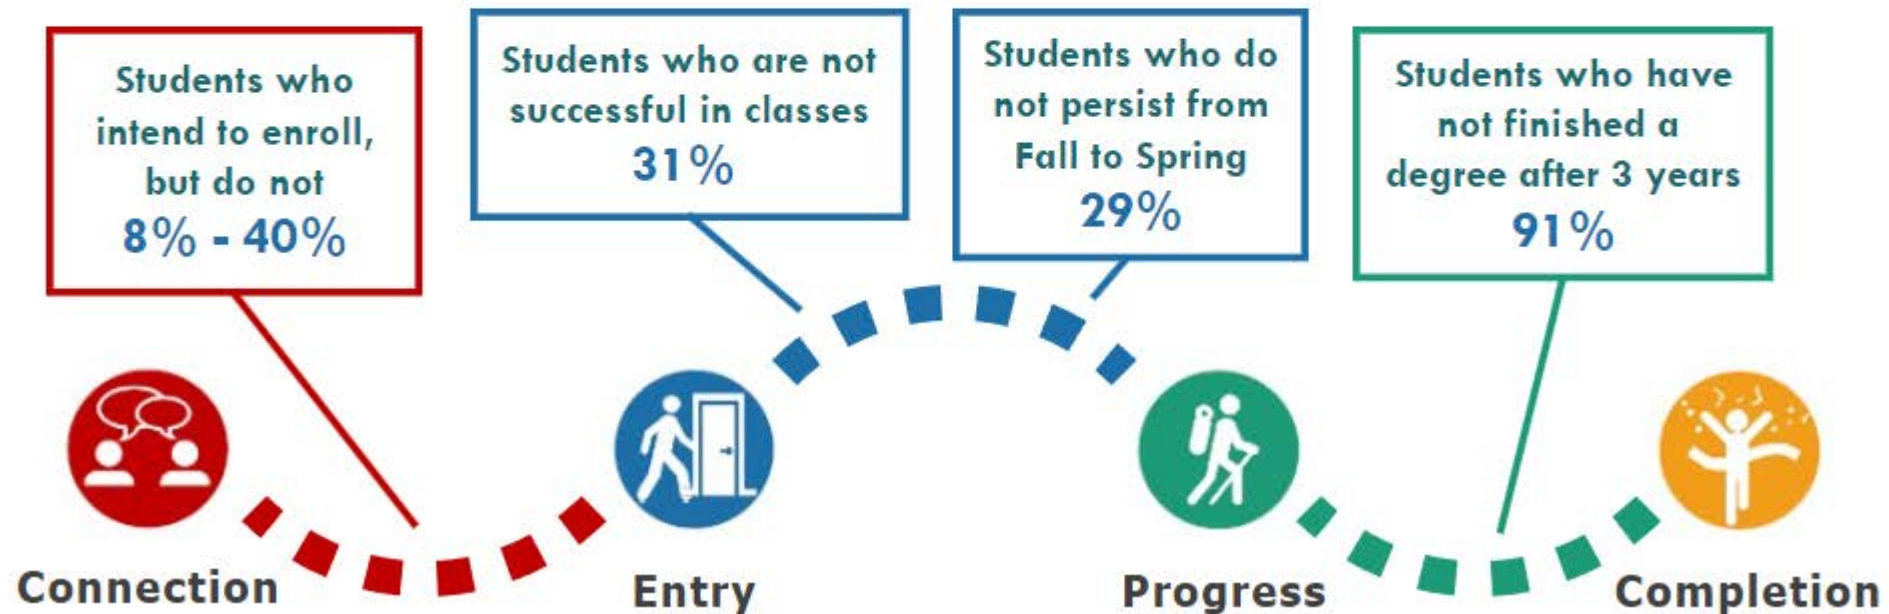 Students who
intend to enroll,
but do not
8% - 40%
Students who are not
successful in classes
31%
Students who do
not persist from
Fall to Spring
29%
Students who have
not finished a
degree after 3 years
91%
Connection
Entry
Progress
Completion